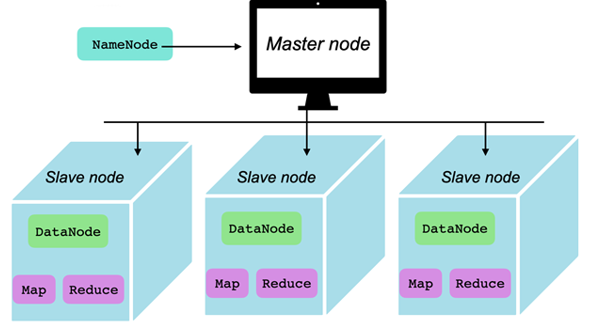 NameNode
Master node
Slave node
Slave node
Slave node
DataNode
DataNode
DataNode
Map Reduce
Map Reduce
Map Reduce